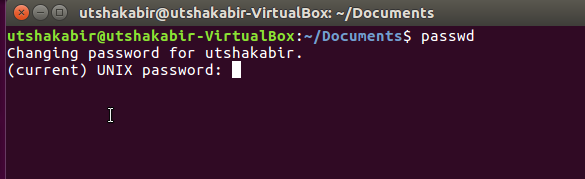 utshakabir@utshakabir-VirtualBox: ~/Documents
utshakabir@utshakabir-VirtualBox:~/Documents$ passwd
Changing password for utshakabir.
(current) UNIX password: